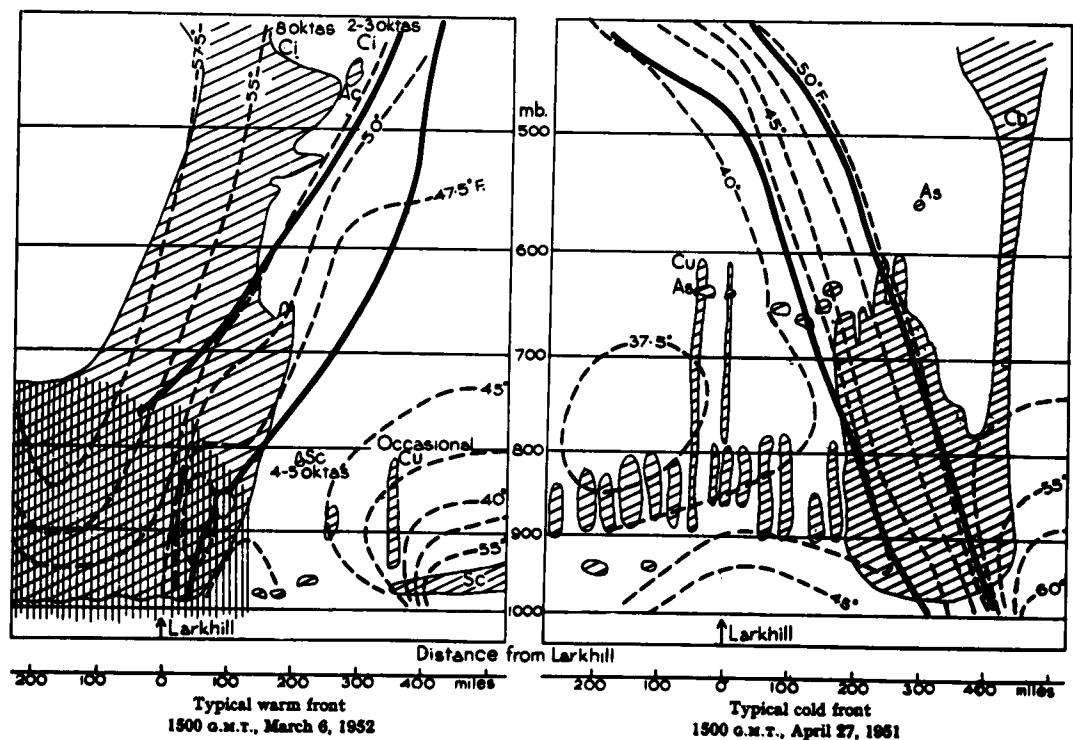 57.5°
8 oktas
Ci
2-3 oktas
Ci
Ac
55°
50°
47.5° F.
45°
βSc
4-5 oktas
Occasional
Cu
40°
55°
Sc
Larkhill
mb.
500
600
700
800
900
1000
50° F.
45°
40°
Cb
As
Cu
As
37.5°
55°
60°
45°
Larkhill
Distance from Larkhill
200 100 0 100 200 300 400 miles
200 100 0 100 200 300 miles
Typical warm front
1500 G.M.T., March 6, 1952
Typical cold front
1500 G.M.T., April 27, 1951